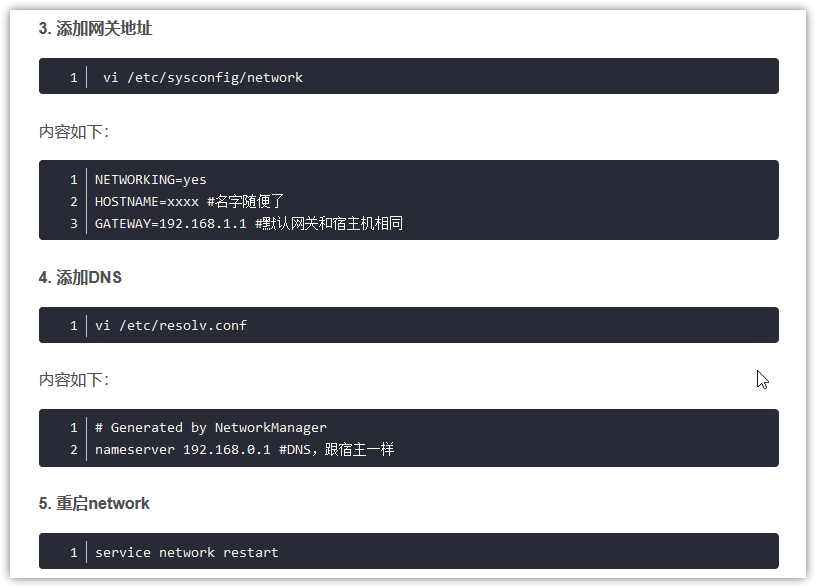 3. 添加网关地址
1 vi /etc/sysconfig/network
内容如下：
1 NETWORKING=yes
2 HOSTNAME=xxxx #名字随便了
3 GATEWAY=192.168.1.1 #默认网关和宿主机相同
4. 添加DNS
1 vi /etc/resolv.conf
内容如下：
1 # Generated by NetworkManager
2 nameserver 192.168.0.1 #DNS，跟宿主一样
5. 重启network
1 service network restart